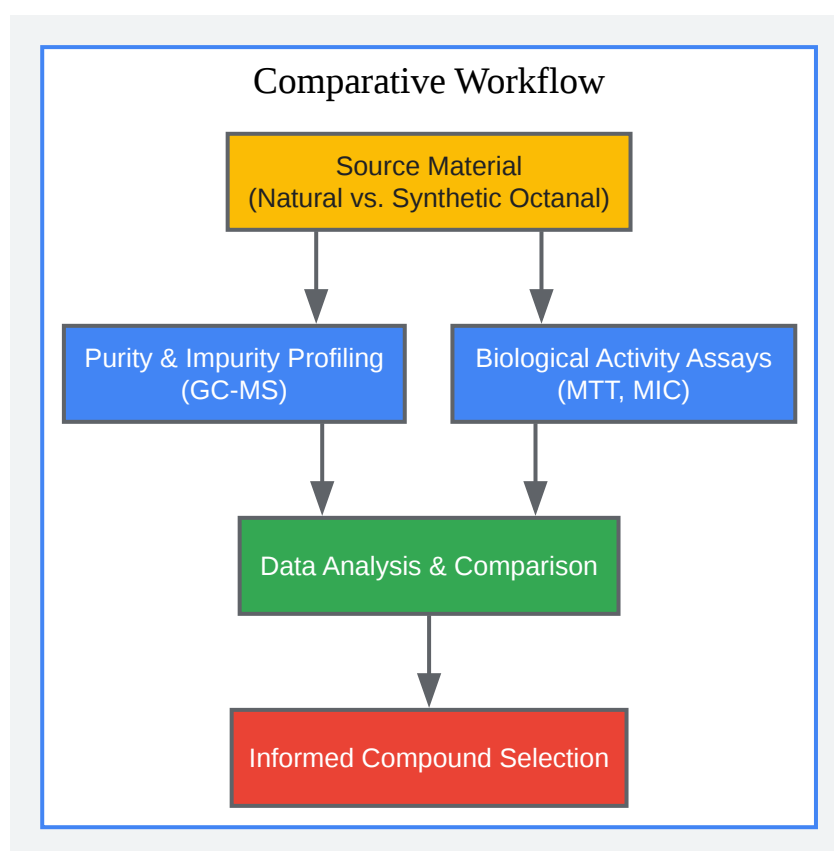 Comparative Workflow
Source Material
(Natural vs. Synthetic Octanal)
Purity & Impurity Profiling
(GC-MS)
Biological Activity Assays
(MTT, MIC)
Data Analysis & Comparison
Informed Compound Selection